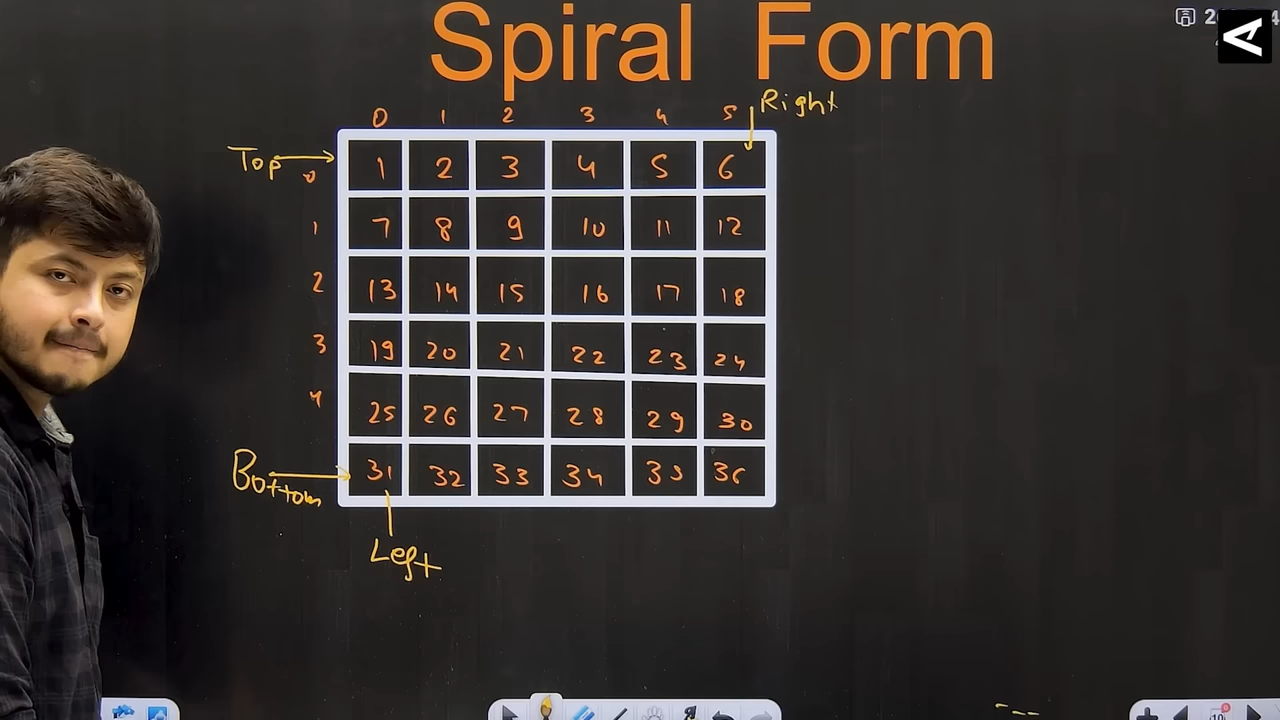 Spiral Form
Right
0 1 2 3 4 5
Top
0 1 2 3 4 5 6
1 7 8 9 10 11 12
2 13 14 15 16 17 18
3 19 20 21 22 23 24
4 25 26 27 28 29 30
Bottom 31 32 33 34 35 36
Left